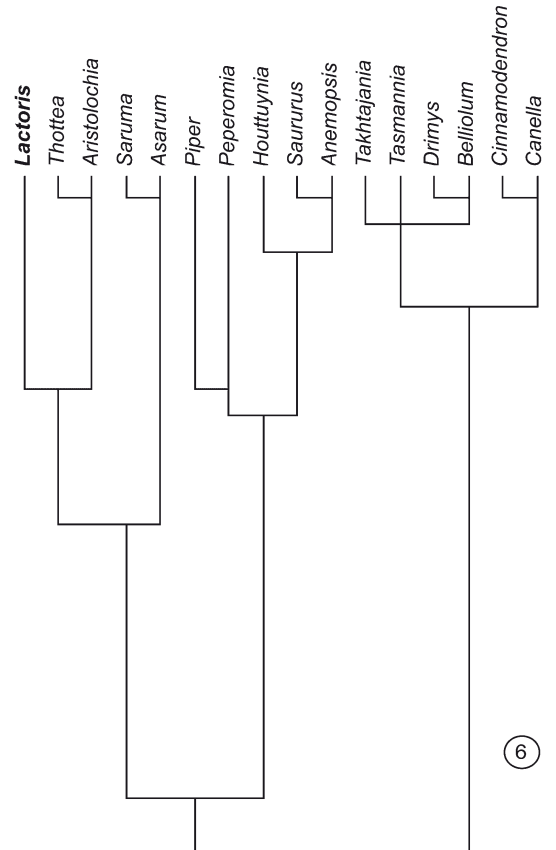 Lactoris
Thottea
Aristolochia
Saruma
Asarum
Piper
Peperomia
Houttuynia
Saururus
Anemopsis
Takhtajania
Tasmannia
Drimys
Belliolum
Cinnamodendron
Canella
6